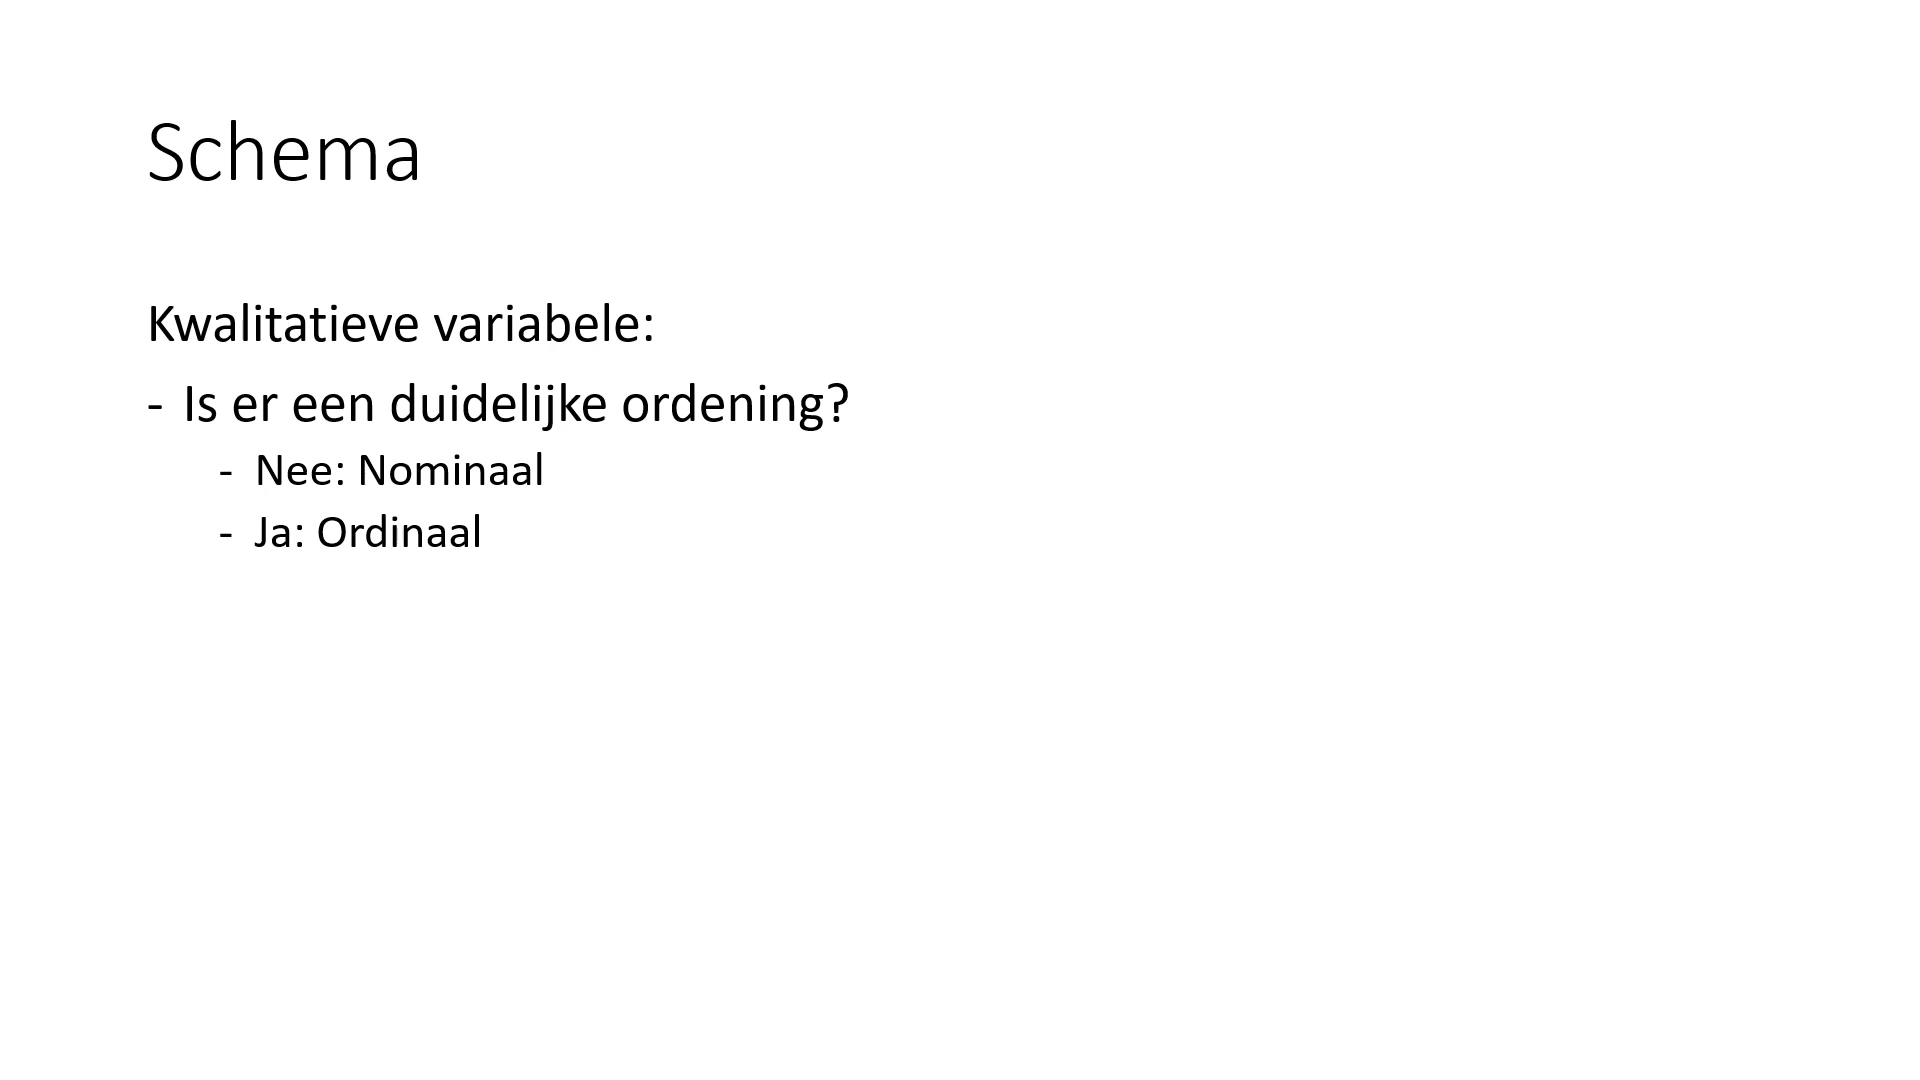 Schema
Kwalitatieve variabele:
- Is er een duidelijke ordening?
- Nee: Nominaal
- Ja: Ordinaal